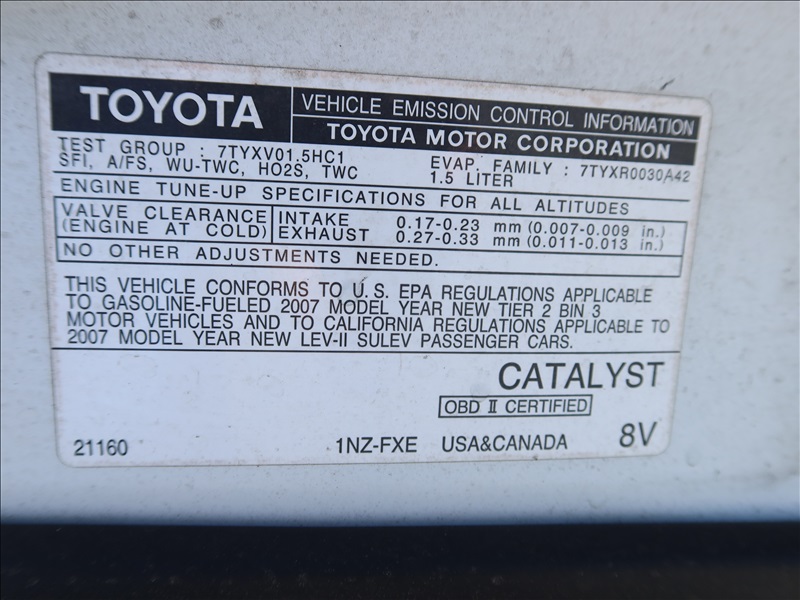 TOYOTA
VEHICLE EMISSION CONTROL INFORMATION
TOYOTA MOTOR CORPORATION
TEST GROUP : 7TYXV01.5HC1
EVAP. FAMILY : 7TYXR0030A42
SFI, A/FS, WU-TWC, HO2S, TWC
1.5 LITER
ENGINE TUNE-UP SPECIFICATIONS FOR ALL ALTITUDES
VALVE CLEARANCE INTAKE 0.17-0.23 mm (0.007-0.009 in.)
(ENGINE AT COLD) EXHAUST 0.27-0.33 mm (0.011-0.013 in.)
NO OTHER ADJUSTMENTS NEEDED.
THIS VEHICLE CONFORMS TO U.S. EPA REGULATIONS APPLICABLE
TO GASOLINE-FUELED 2007 MODEL YEAR NEW TIER 2 BIN 3
MOTOR VEHICLES AND TO CALIFORNIA REGULATIONS APPLICABLE TO
2007 MODEL YEAR NEW LEV-II SULEV PASSENGER CARS.
CATALYST
OBD II CERTIFIED
21160 1NZ-FXE USA&CANADA 8V